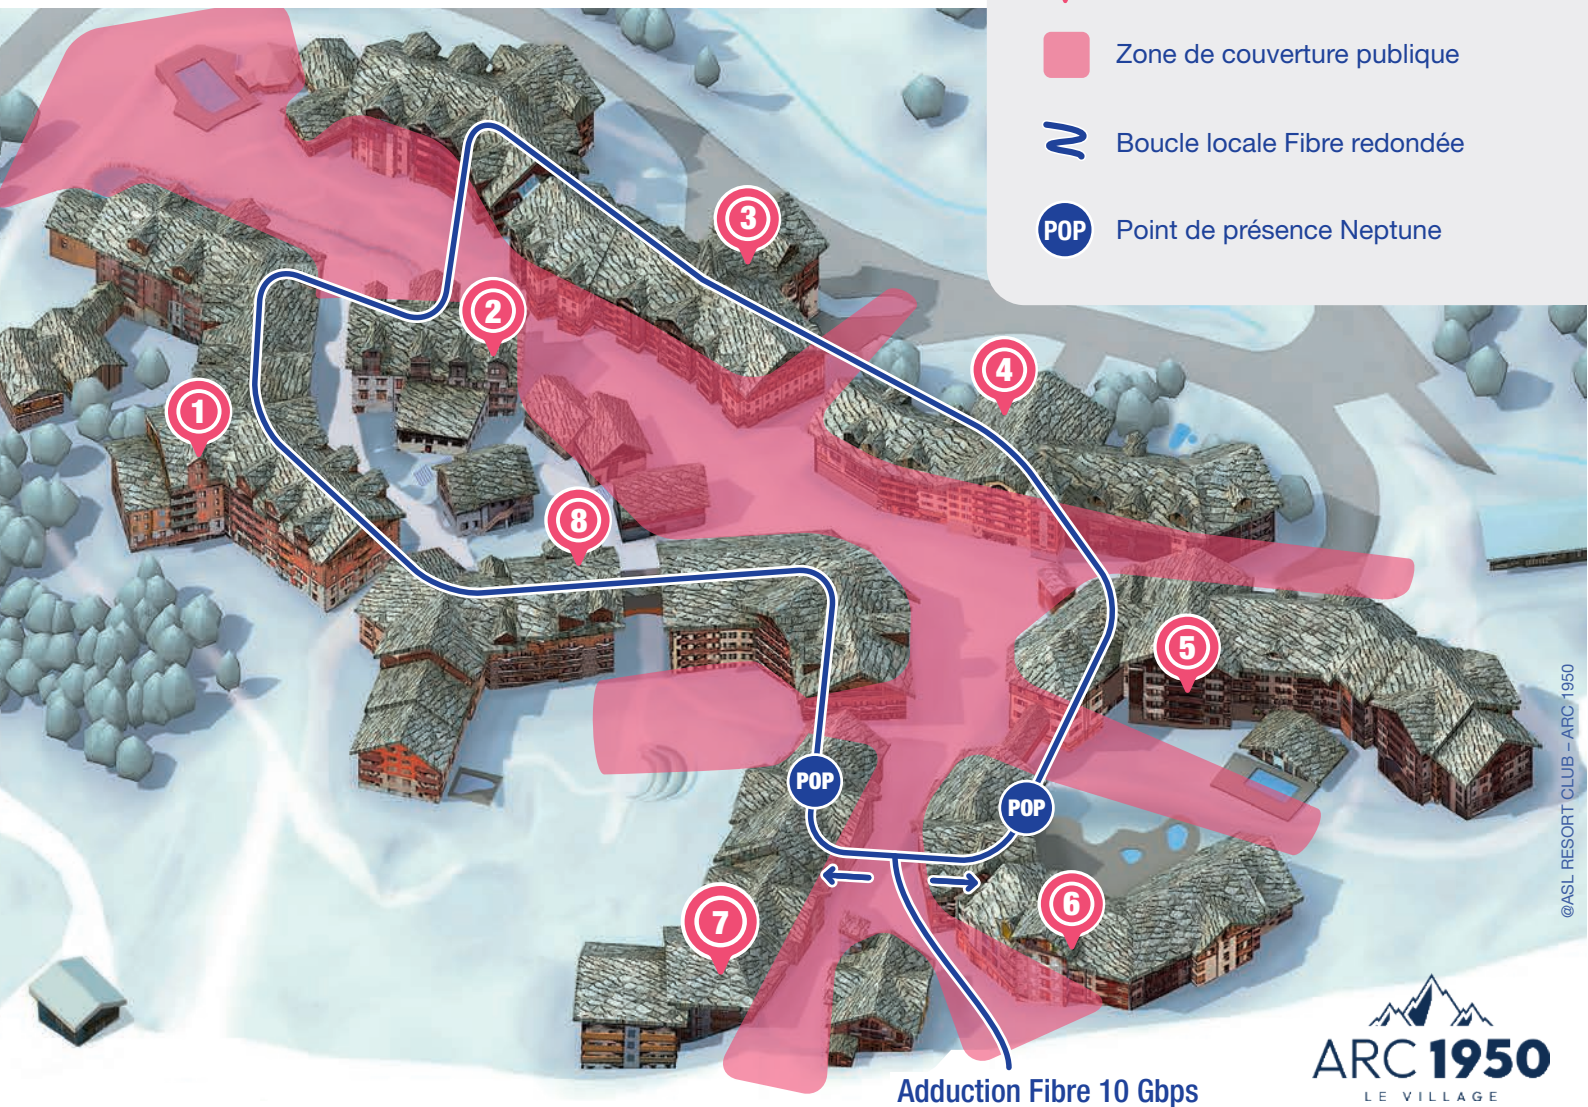 Zone de couverture publique
Boucle locale Fibre redondée
POP Point de présence Neptune
3
2
4
1
8
5
POP
POP
6
7
@ASL RESORT CLUB – ARC 1950
Adduction Fibre 10 Gbps
ARC 1950
LE VILLAGE